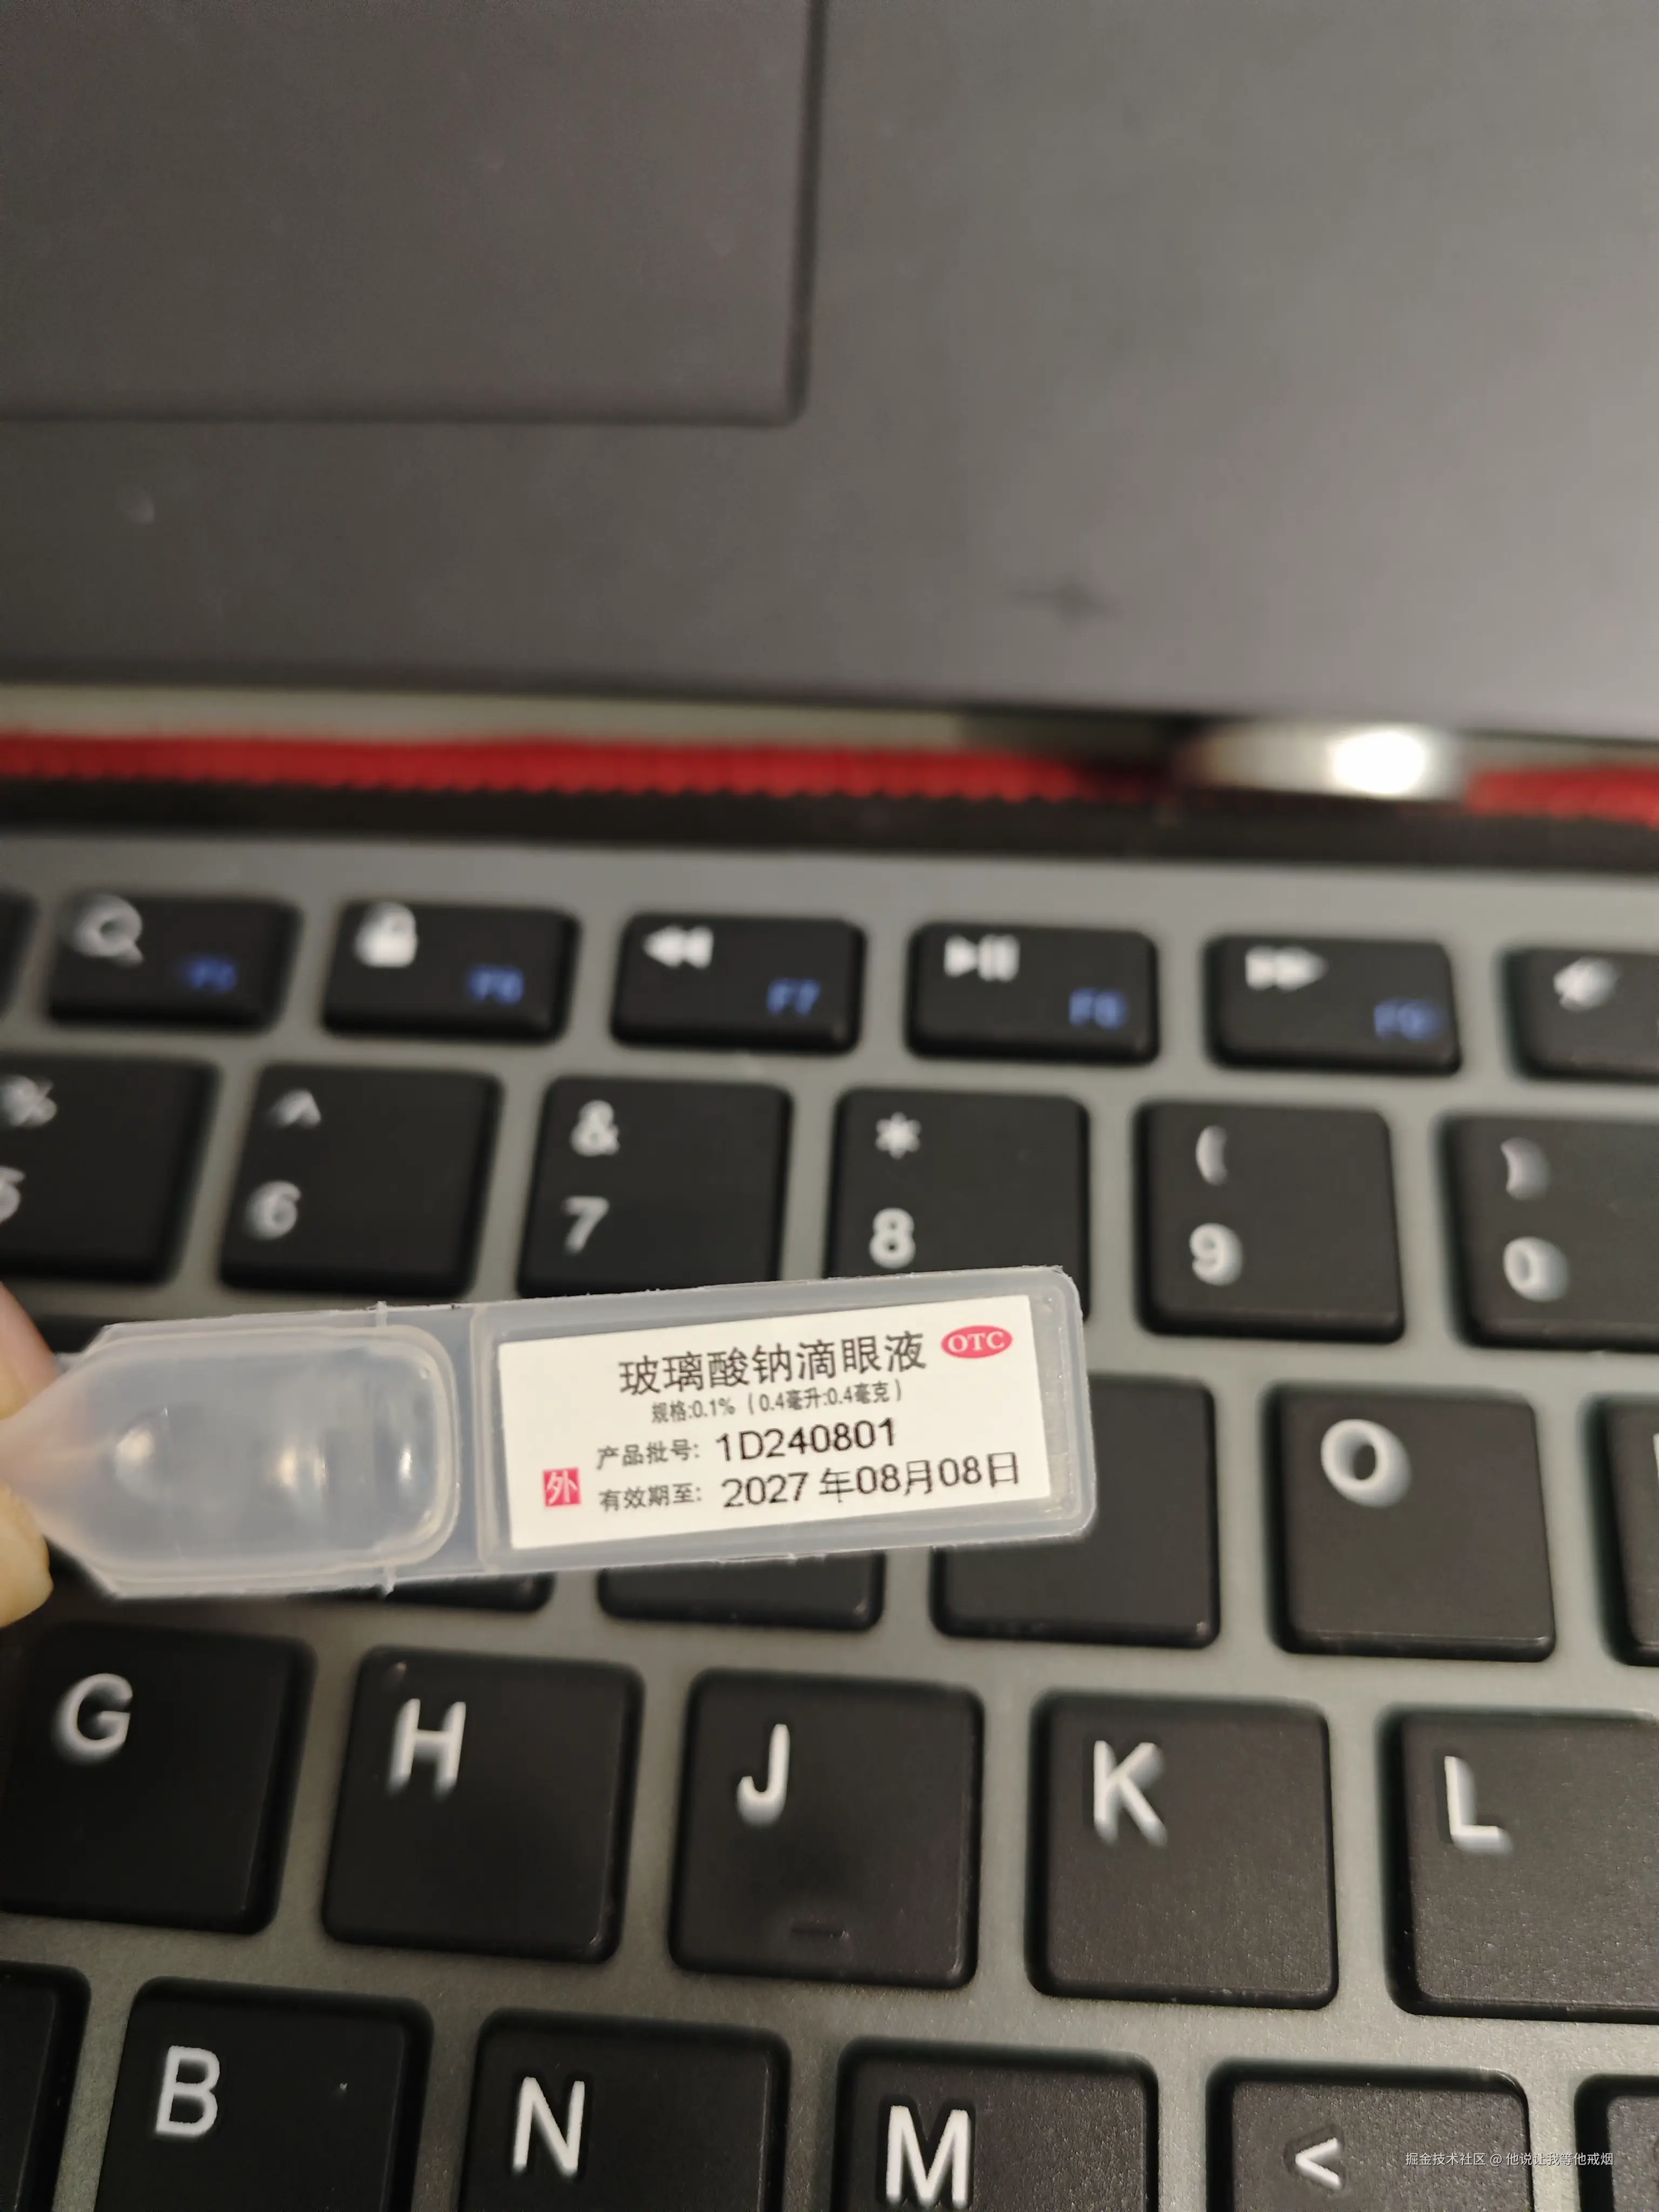 F7
F8
%
5
^
6
&
7
*
8
(
9
)
0
玻璃酸钠滴眼液 OTC
规格:0.1%（0.4毫升:0.4毫克）
产品批号: 1D240801
外 有效期至: 2027年08月08日
O
G
H
J
K
L
B
N
M
<
掘金技术社区 @ 他说让我等他戒烟